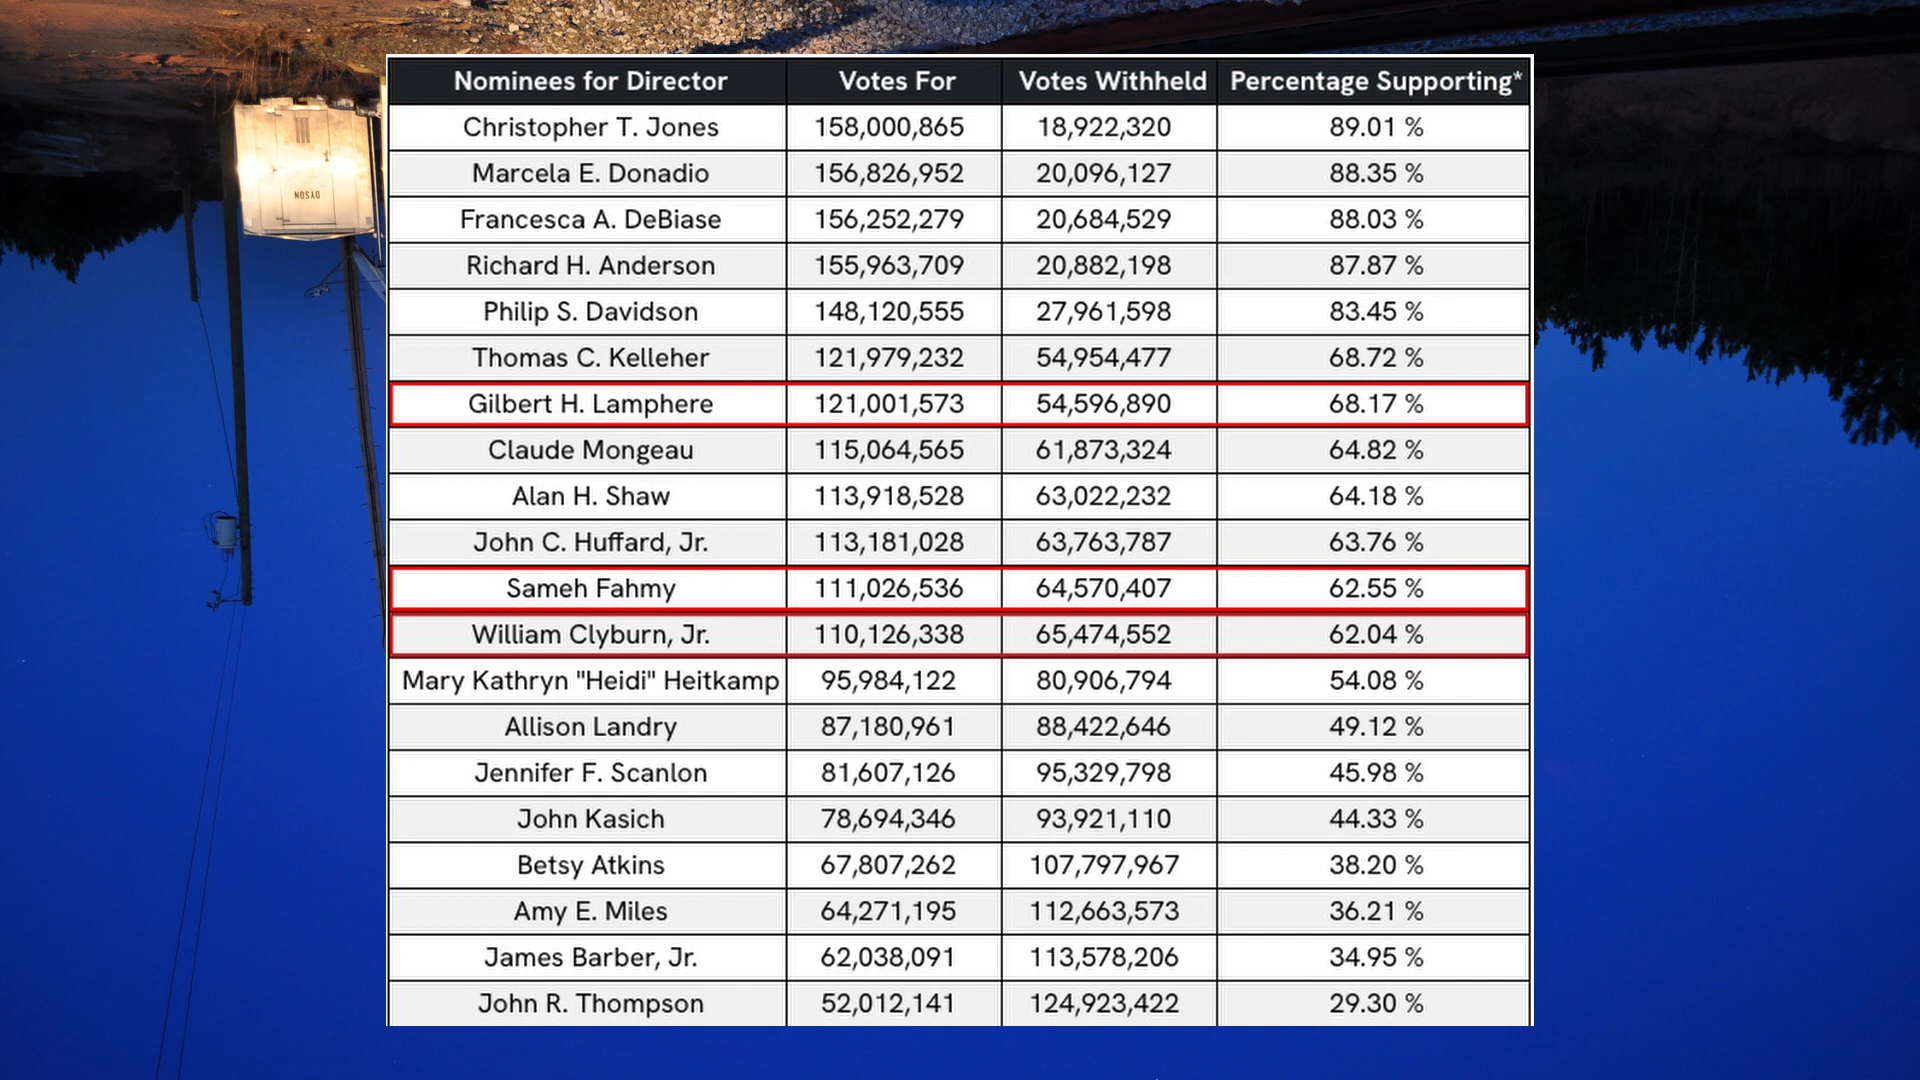 Nominees for Director Votes For Votes Withheld Percentage Supporting*
Christopher T. Jones 158,000,865 18,922,320 89.01 %
Marcela E. Donadio 156,826,952 20,096,127 88.35 %
Francesca A. DeBiase 156,252,279 20,684,529 88.03 %
Richard H. Anderson 155,963,709 20,882,198 87.87 %
Philip S. Davidson 148,120,555 27,961,598 83.45 %
Thomas C. Kelleher 121,979,232 54,954,477 68.72 %
Gilbert H. Lamphere 121,001,573 54,596,890 68.17 %
Claude Mongeau 115,064,565 61,873,324 64.82 %
Alan H. Shaw 113,918,528 63,022,232 64.18 %
John C. Huffard, Jr. 113,181,028 63,763,787 63.76 %
Sameh Fahmy 111,026,536 64,570,407 62.55 %
William Clyburn, Jr. 110,126,338 65,474,552 62.04 %
Mary Kathryn "Heidi" Heitkamp 95,984,122 80,906,794 54.08 %
Allison Landry 87,180,961 88,422,646 49.12 %
Jennifer F. Scanlon 81,607,126 95,329,798 45.98 %
John Kasich 78,694,346 93,921,110 44.33 %
Betsy Atkins 67,807,262 107,797,967 38.20 %
Amy E. Miles 64,271,195 112,663,573 36.21 %
James Barber, Jr. 62,038,091 113,578,206 34.95 %
John R. Thompson 52,012,141 124,923,422 29.30 %
DYSON